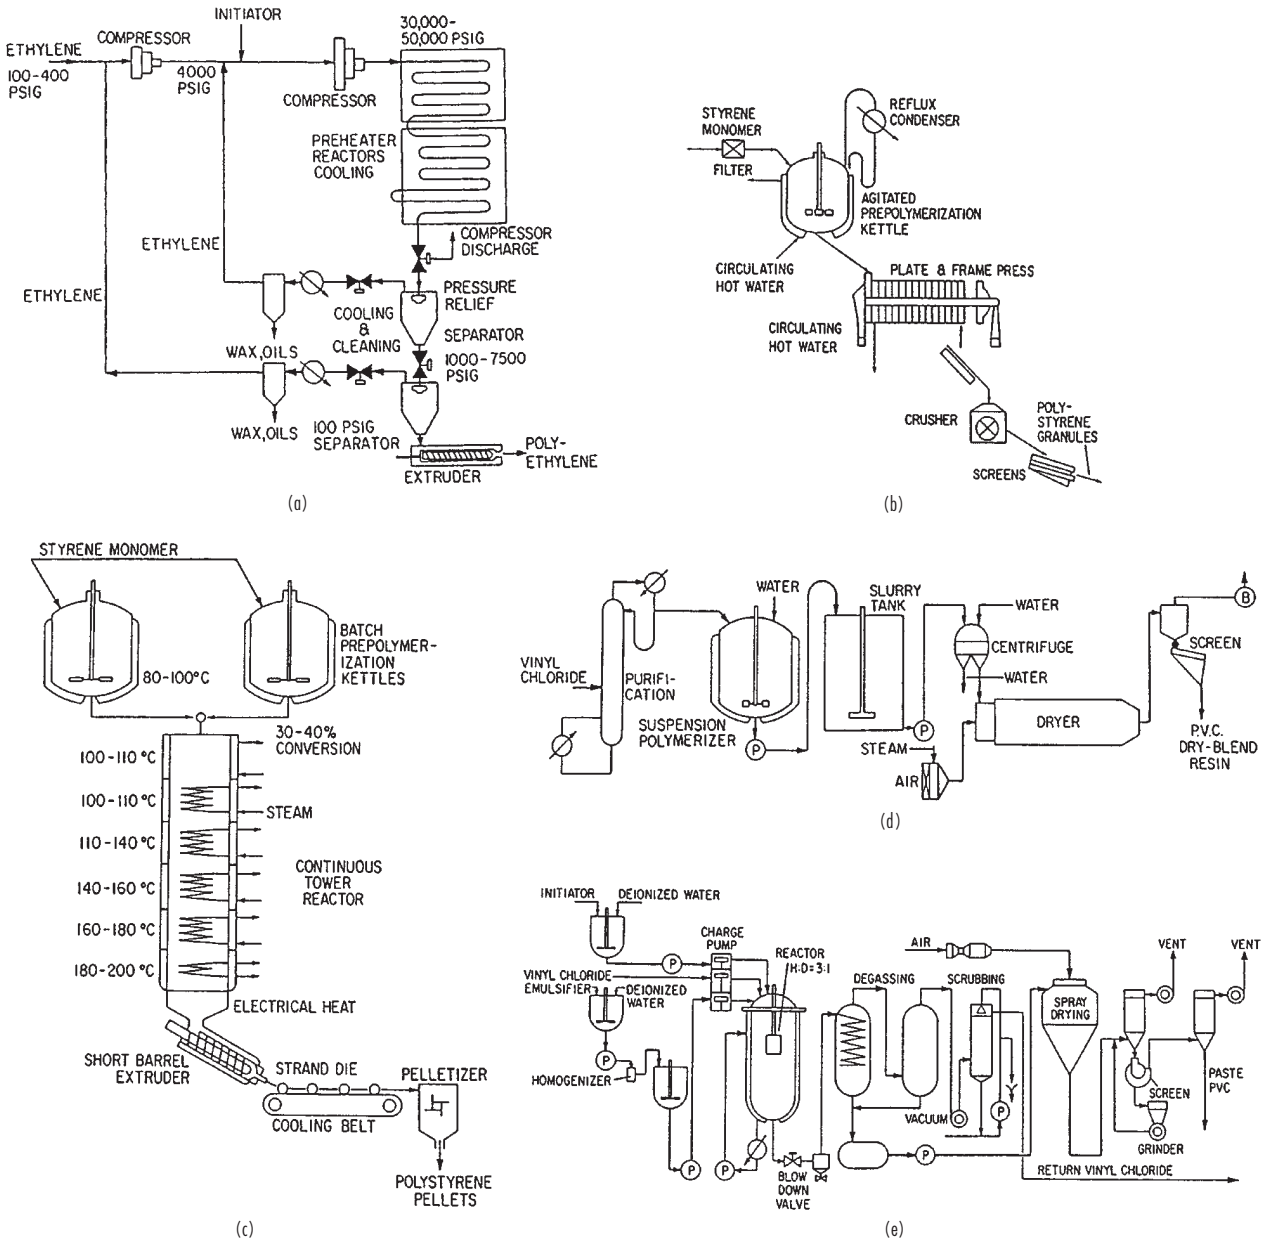 INITIATOR
ETHYLENE
COMPRESSOR
100-400
PSIG
4000
PSIG
COMPRESSOR
30,000-
50,000 PSIG
PREHEATER
REACTORS
COOLING
COMPRESSOR
DISCHARGE
ETHYLENE
ETHYLENE
PRESSURE
RELIEF
COOLING
&
CLEANING
SEPARATOR
WAX,OILS
1000-7500
PSIG
WAX,OILS
100 PSIG
SEPARATOR
POLY-
ETHYLENE
EXTRUDER
(a)
STYRENE
MONOMER
FILTER
REFLUX
CONDENSER
AGITATED
PREPOLYMERIZATION
KETTLE
CIRCULATING
HOT WATER
PLATE & FRAME PRESS
CIRCULATING
HOT WATER
CRUSHER
POLY-
STYRENE
GRANULES
SCREENS
(b)
STYRENE MONOMER
BATCH
PREPOLYMER-
IZATION
KETTLES
80-100°C
30-40%
CONVERSION
100-110 °C
100-110 °C
STEAM
110-140 °C
140-160 °C
CONTINUOUS
TOWER
REACTOR
160-180 °C
180-200 °C
ELECTRICAL HEAT
SHORT BARREL
EXTRUDER
STRAND DIE
PELLETIZER
COOLING BELT
POLYSTYRENE
PELLETS
(c)
VINYL
CHLORIDE
PURIFI-
CATION
WATER
SUSPENSION
POLYMERIZER
P
SLURRY
TANK
P
WATER
CENTRIFUGE
WATER
STEAM
AIR
DRYER
B
SCREEN
P.V.C.
DRY-BLEND
RESIN
(d)
INITIATOR
DEIONIZED WATER
CHARGE
PUMP
P
VINYL CHLORIDE
EMULSIFIER
DEIONIZED
WATER
REACTOR
H:D=3:1
P
HOMOGENIZER
P
P
BLOW
DOWN
VALVE
DEGASSING
P
AIR
SCRUBBING
VACUUM
P
SPRAY
DRYING
VENT
VENT
SCREEN
GRINDER
PASTE
PVC
RETURN VINYL CHLORIDE
(e)